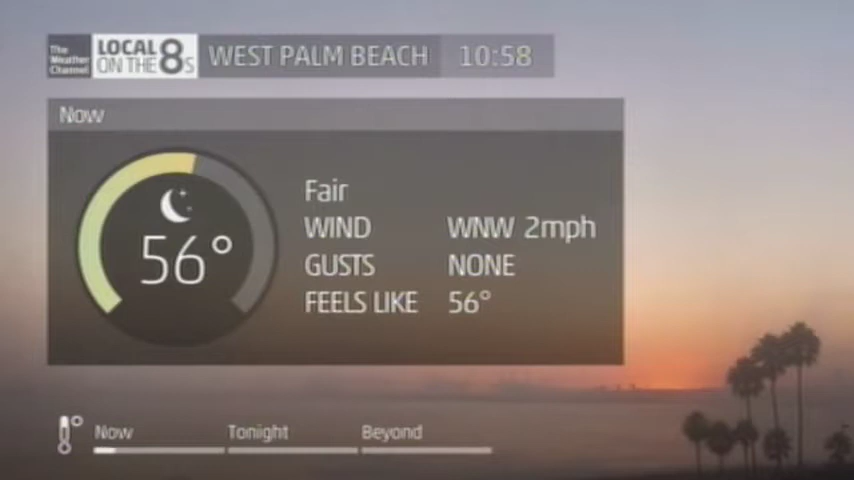 The Weather Channel
LOCAL ON THE 8s
WEST PALM BEACH 10:58
Now
56°
Fair
WIND WNW 2mph
GUSTS NONE
FEELS LIKE 56°
Now Tonight Beyond